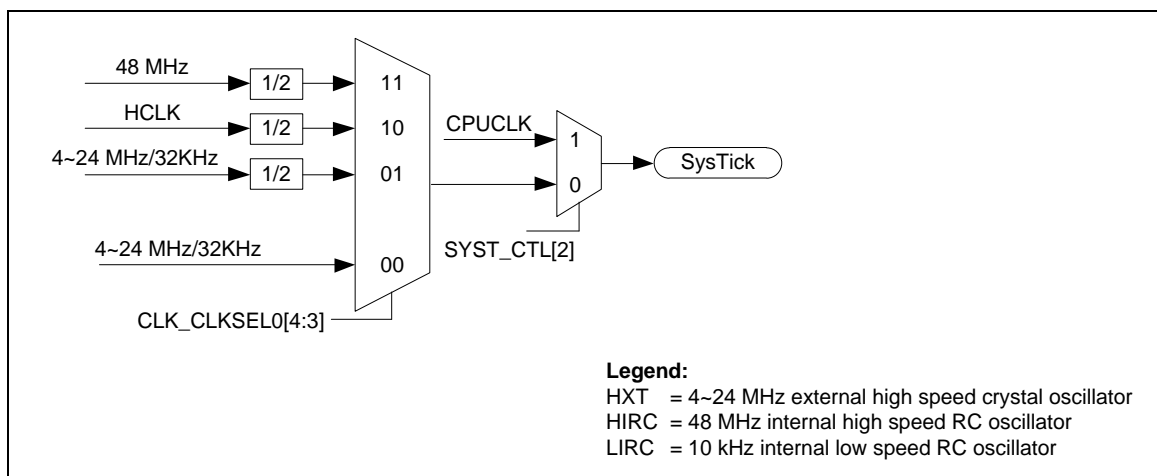 48 MHz
1/2
11
HCLK
1/2
10
CPUCLK
1
4~24 MHz/32KHz
1/2
01
SysTick
0
4~24 MHz/32KHz
00
SYST_CTL[2]
CLK_CLKSEL0[4:3]
Legend:
HXT = 4~24 MHz external high speed crystal oscillator
HIRC = 48 MHz internal high speed RC oscillator
LIRC = 10 kHz internal low speed RC oscillator